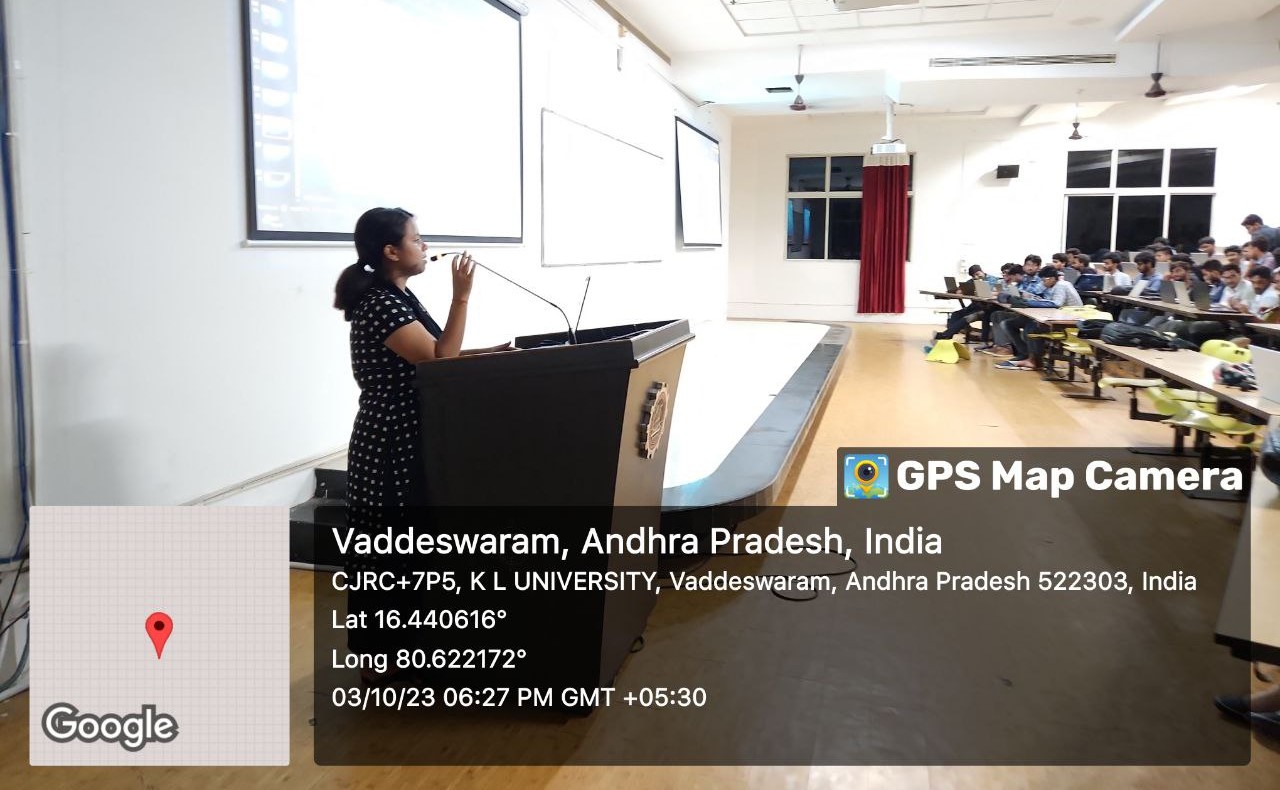 GPS Map Camera
Vaddeswaram, Andhra Pradesh, India
CJRC+7P5, K L UNIVERSITY, Vaddeswaram, Andhra Pradesh 522303, India
Lat 16.440616°
Long 80.622172°
03/10/23 06:27 PM GMT +05:30
Google